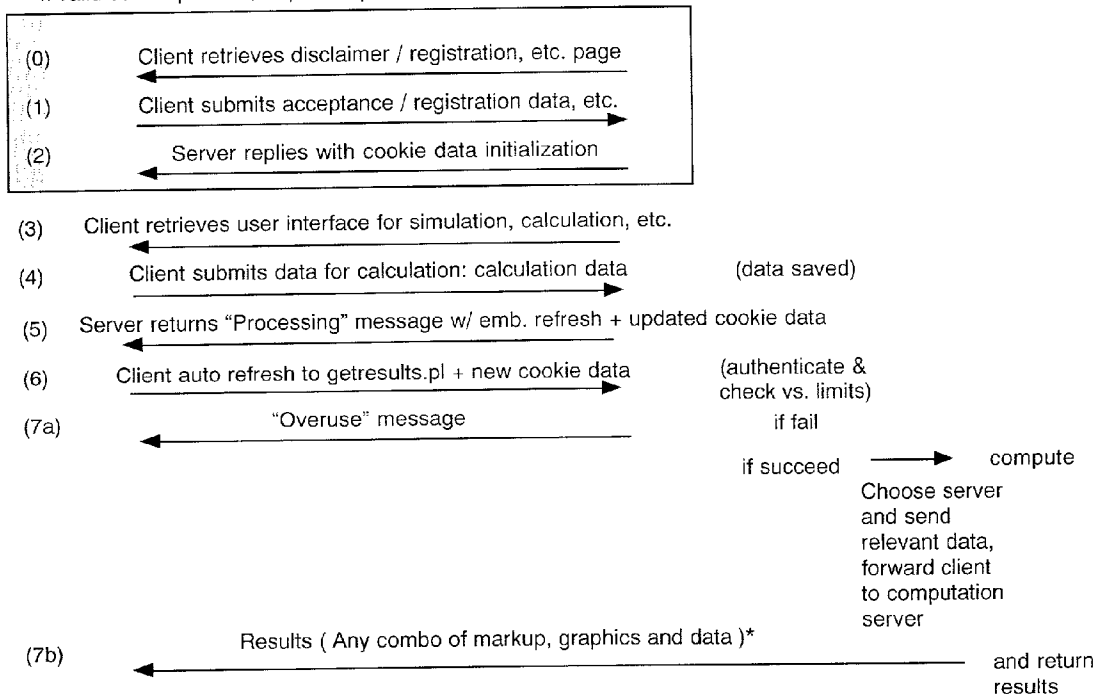 (0) Client retrieves disclaimer / registration, etc. page
(1) Client submits acceptance / registration data, etc.
(2) Server replies with cookie data initialization
(3) Client retrieves user interface for simulation, calculation, etc.
(4) Client submits data for calculation: calculation data (data saved)
(5) Server returns “Processing” message w/ emb. refresh + updated cookie data
(6) Client auto refresh to getresults.pl + new cookie data (authenticate &
check vs. limits)
(7a) “Overuse” message if fail
if succeed compute
Choose server
and send
relevant data,
forward client
to computation
server
(7b) Results ( Any combo of markup, graphics and data )*
and return
results